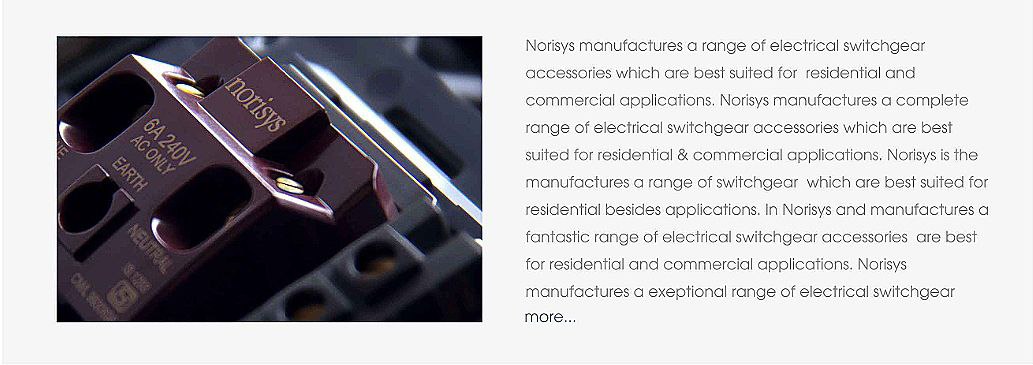 norisys
6A 240V
AC ONLY
EARTH
NEUTRAL
Norisys manufactures a range of electrical switchgear
accessories which are best suited for residential and
commercial applications. Norisys manufactures a complete
range of electrical switchgear accessories which are best
suited for residential & commercial applications. Norisys is the
manufactures a range of switchgear which are best suited for
residential besides applications. In Norisys and manufactures a
fantastic range of electrical switchgear accessories are best
for residential and commercial applications. Norisys
manufactures a exeptional range of electrical switchgear
more...